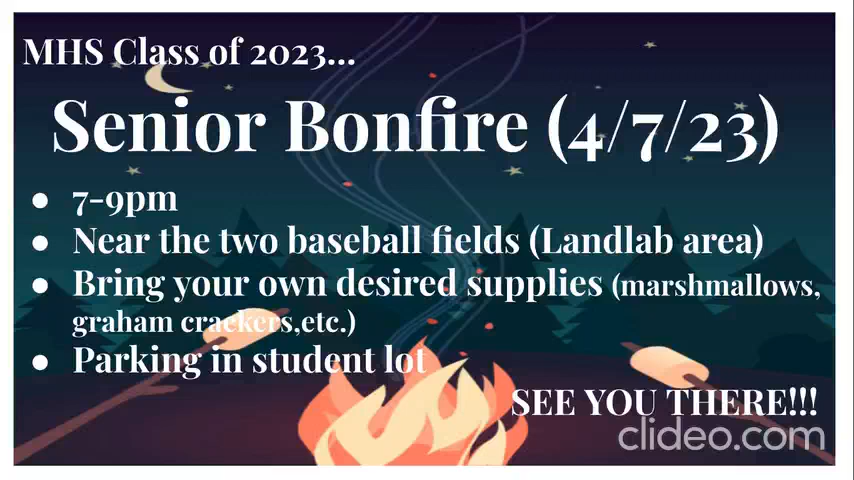 MHS Class of 2023...
Senior Bonfire (4/7/23)
● 7-9pm
● Near the two baseball fields (Landlab area)
● Bring your own desired supplies (marshmallows,
graham crackers,etc.)
● Parking in student lot
SEE YOU THERE!!!
clideo.com